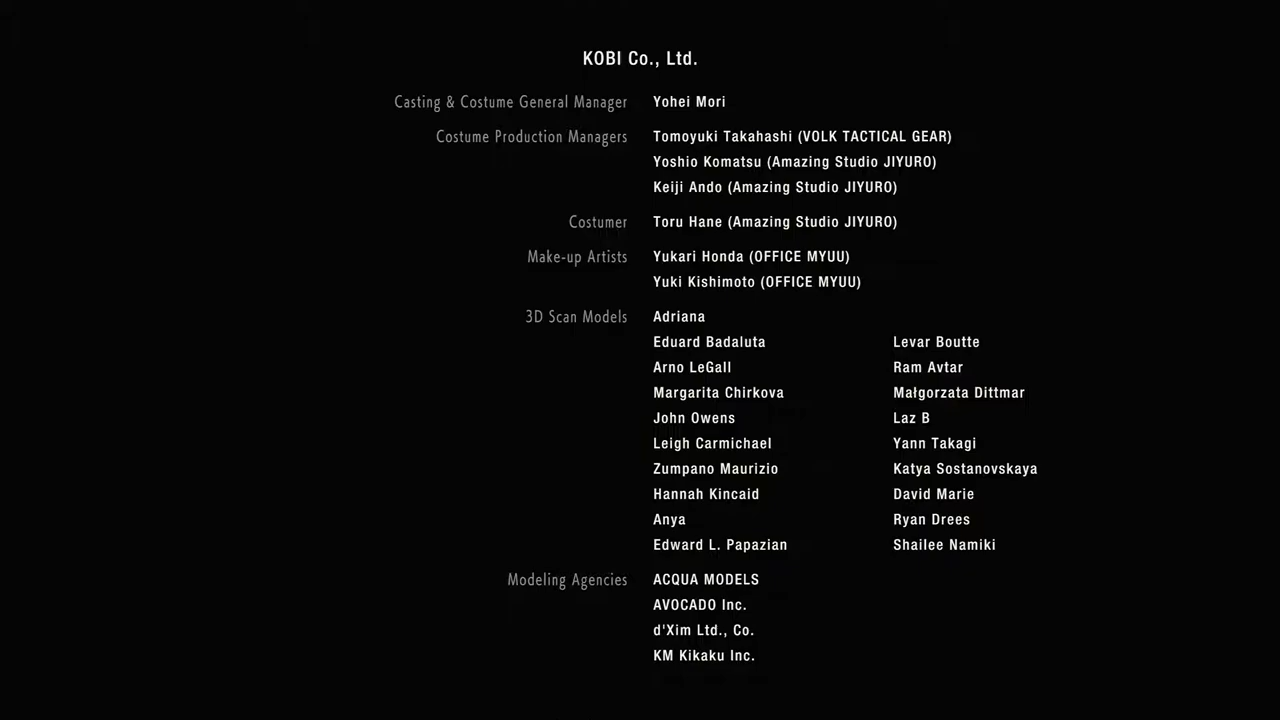 KOBI Co., Ltd.
Casting & Costume General Manager Yohei Mori
Costume Production Managers Tomoyuki Takahashi (VOLK TACTICAL GEAR)
Yoshio Komatsu (Amazing Studio JIYURO)
Keiji Ando (Amazing Studio JIYURO)
Costumer Toru Hane (Amazing Studio JIYURO)
Make-up Artists Yukari Honda (OFFICE MYUU)
Yuki Kishimoto (OFFICE MYUU)
3D Scan Models Adriana
Eduard Badaluta Levar Boutte
Arno LeGall Ram Avtar
Margarita Chirkova Małgorzata Dittmar
John Owens Laz B
Leigh Carmichael Yann Takagi
Zumpano Maurizio Katya Sostanovskaya
Hannah Kincaid David Marie
Anya Ryan Drees
Edward L. Papazian Shailee Namiki
Modeling Agencies ACQUA MODELS
AVOCADO Inc.
d'Xim Ltd., Co.
KM Kikaku Inc.